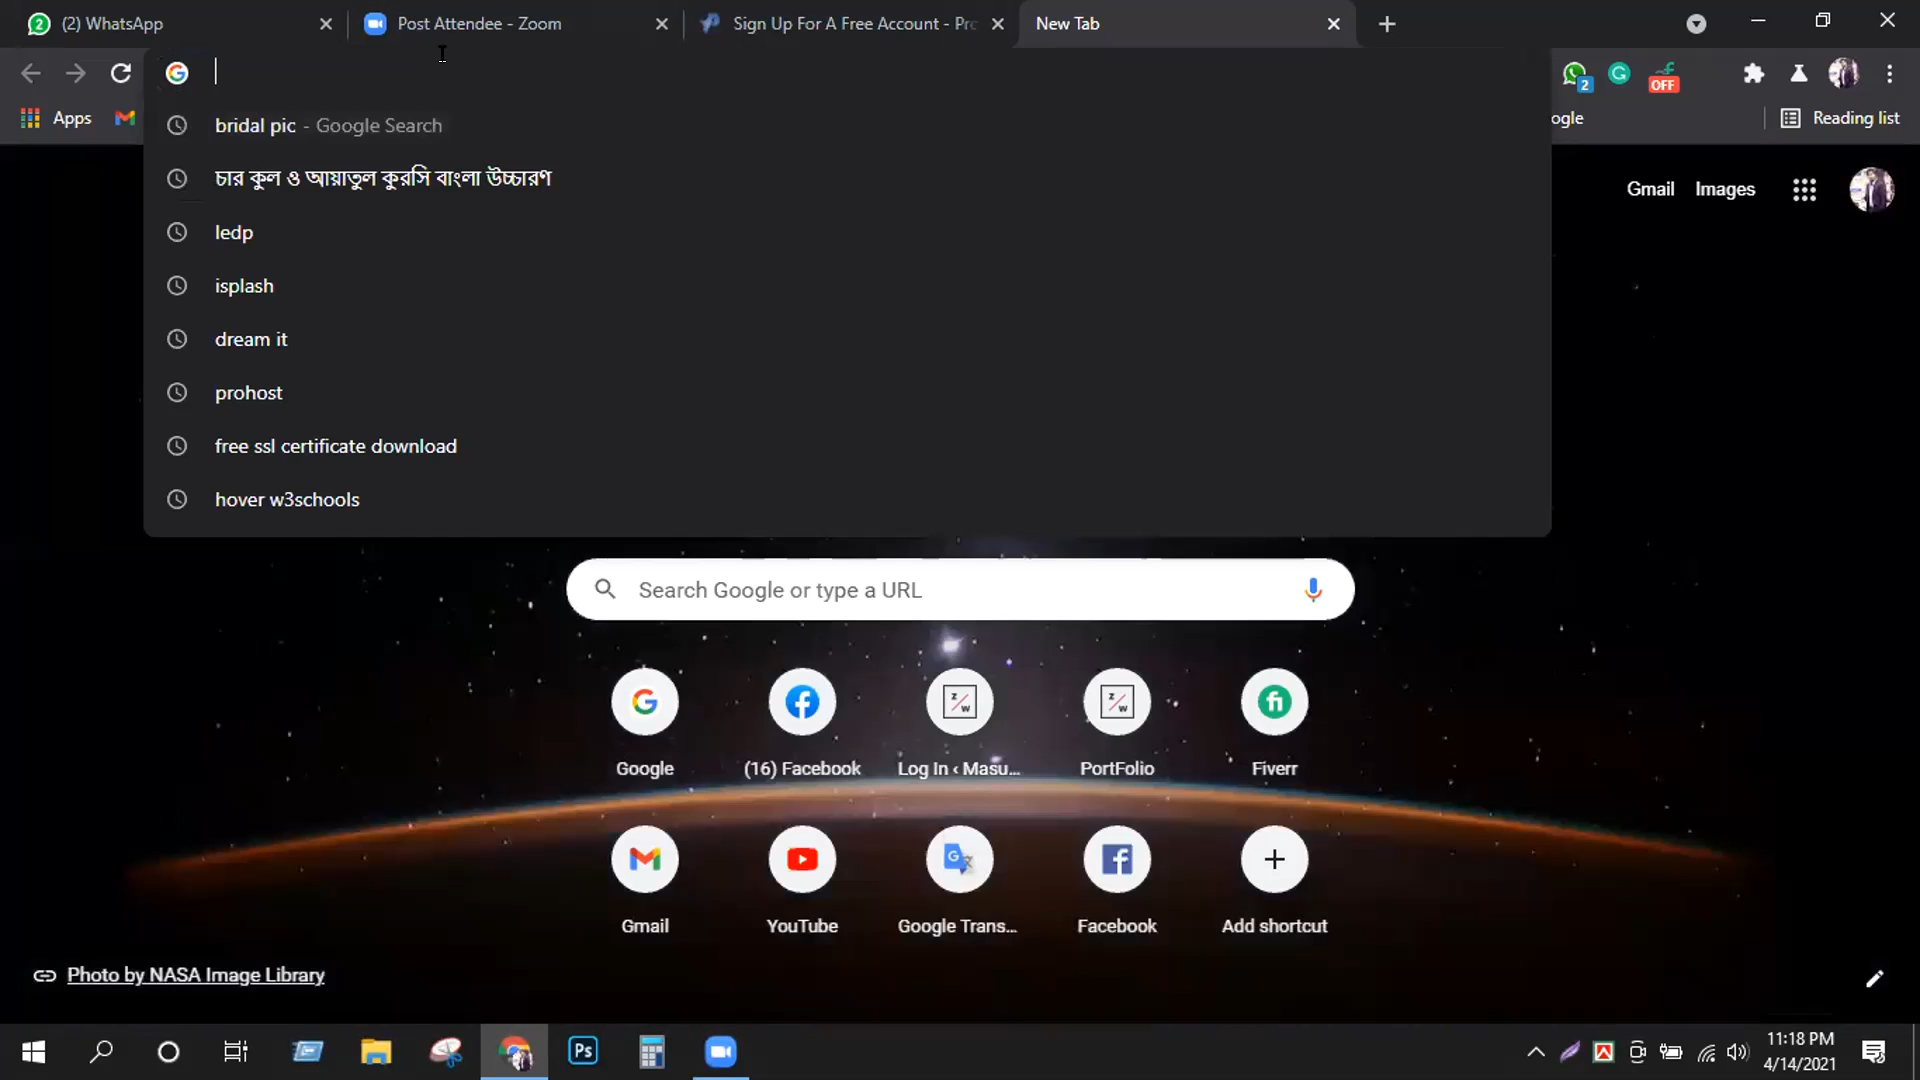 (2) WhatsApp
Post Attendee - Zoom
Sign Up For A Free Account - Pro
New Tab
Apps
ogle
Reading list
2
OFF
bridal pic - Google Search
চার কুল ও আয়াতুল কুরসি বাংলা উচ্চারণ
ledp
isplash
dream it
prohost
free ssl certificate download
hover w3schools
Gmail
Images
Search Google or type a URL
Google
(16) Facebook
Log In ‹ Masu...
PortFolio
Fiverr
Gmail
YouTube
Google Trans...
Facebook
Add shortcut
Photo by NASA Image Library
Ps
11:18 PM
4/14/2021